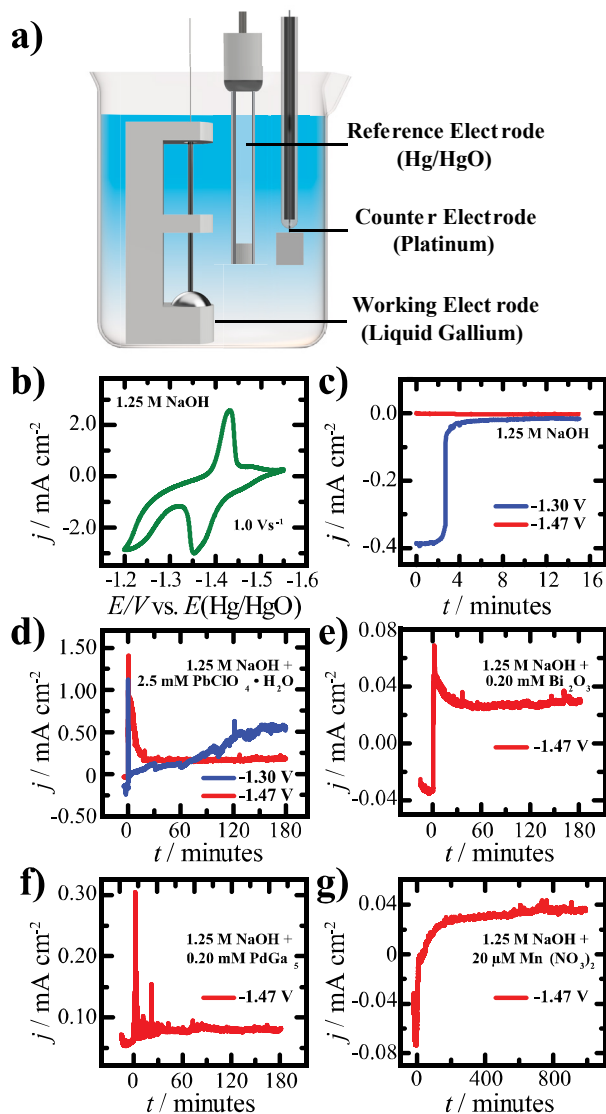 a)
Reference Electrode
(Hg/HgO)
Counter Electrode
(Platinum)
Working Electrode
(Liquid Gallium)
b)
1.25 M NaOH
1.0 Vs⁻¹
j / mA cm⁻²
2.0
0.0
-2.0
-1.2 -1.3 -1.4 -1.5 -1.6
E/V vs. E(Hg/HgO)
c)
1.25 M NaOH
-1.30 V
-1.47 V
j / mA cm⁻²
0.0
-0.2
-0.4
0 4 8 12 16
t / minutes
d)
1.25 M NaOH +
2.5 mM PbClO₄ • H₂O
-1.30 V
-1.47 V
j / mA cm⁻²
1.50
1.00
0.50
0
-0.50
0 60 120 180
t / minutes
e)
1.25 M NaOH +
0.20 mM Bi₂O₃
-1.47 V
j / mA cm⁻²
0.08
0.04
0.00
-0.04
0 60 120 180
t / minutes
f)
1.25 M NaOH +
0.20 mM PdGa₅
-1.47 V
j / mA cm⁻²
0.30
0.20
0.10
0 60 120 180
t / minutes
g)
1.25 M NaOH +
20 µM Mn (NO₃)₂
-1.47 V
j / mA cm⁻²
0.04
0.00
-0.04
-0.08
0 400 800
t / minutes